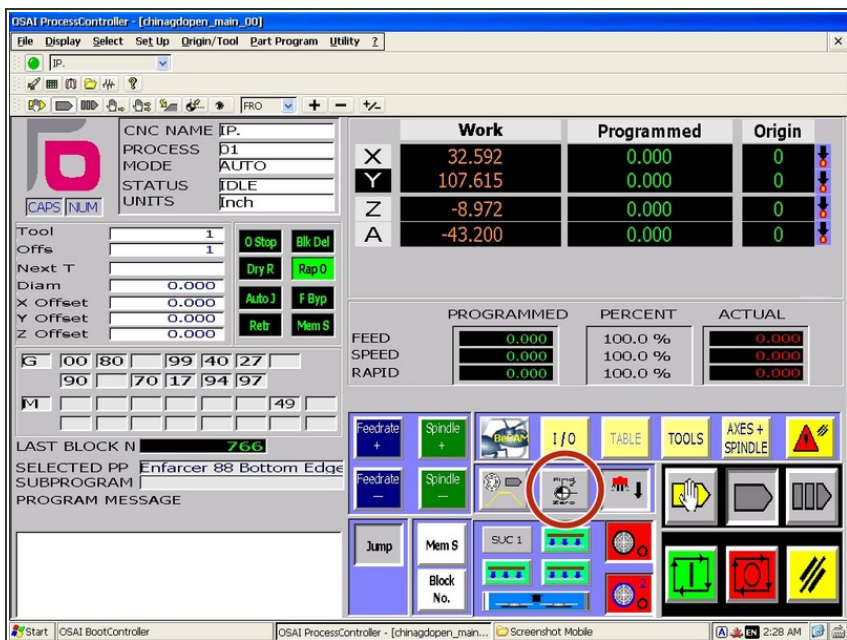 OSAI ProcessController - [chinagdopen_main_00]
File Display Select Set Up Origin/Tool Part Program Utility ?
IP.
FRO
CNC NAME IP.
PROCESS 01
MODE AUTO
STATUS IDLE
UNITS Inch
CAPS NUM
Work Programmed Origin
X 32.592 0.000 0
Y 107.615 0.000 0
Z -8.972 0.000 0
A -43.200 0.000 0
Tool 1
Offs 1
Next T
Diam 0.000
X Offset 0.000
Y Offset 0.000
Z Offset 0.000
O Stop Blk Del
Dry R Rap O
Auto J F Byp
Retr Mem S
PROGRAMMED PERCENT ACTUAL
FEED 0.000 100.0 % 0.000
SPEED 0.000 100.0 % 0.000
RAPID 0.000 100.0 % 0.000
G 00 80 99 40 27
90 70 17 94 97
M 49
LAST BLOCK N 766
SELECTED PP Enfarcer 88 Bottom Edge
SUBPROGRAM
PROGRAM MESSAGE
Feedrate + Spindle + I/O TABLE TOOLS AXES + SPINDLE
Feedrate - Spindle - Find Zero
Jump Mem S SUC 1
Block No.
2
Start OSAI BootController OSAI ProcessController - [chinagdopen_main... Screenshot Mobile EN 2:28 AM